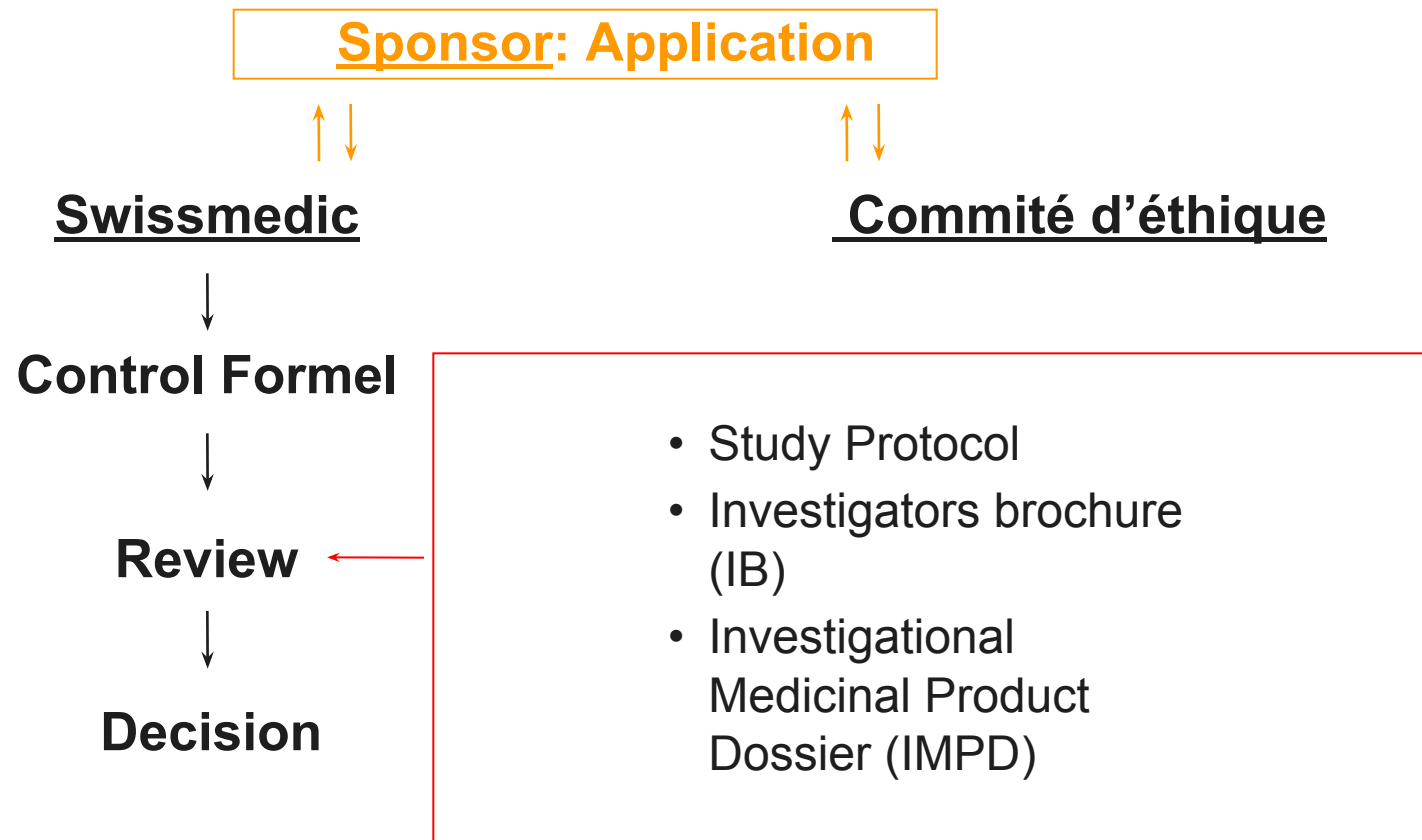 Sponsor: Application
Swissmedic
Commité d’éthique
Control Formel
Review
Decision
• Study Protocol
• Investigators brochure
(IB)
• Investigational
Medicinal Product
Dossier (IMPD)